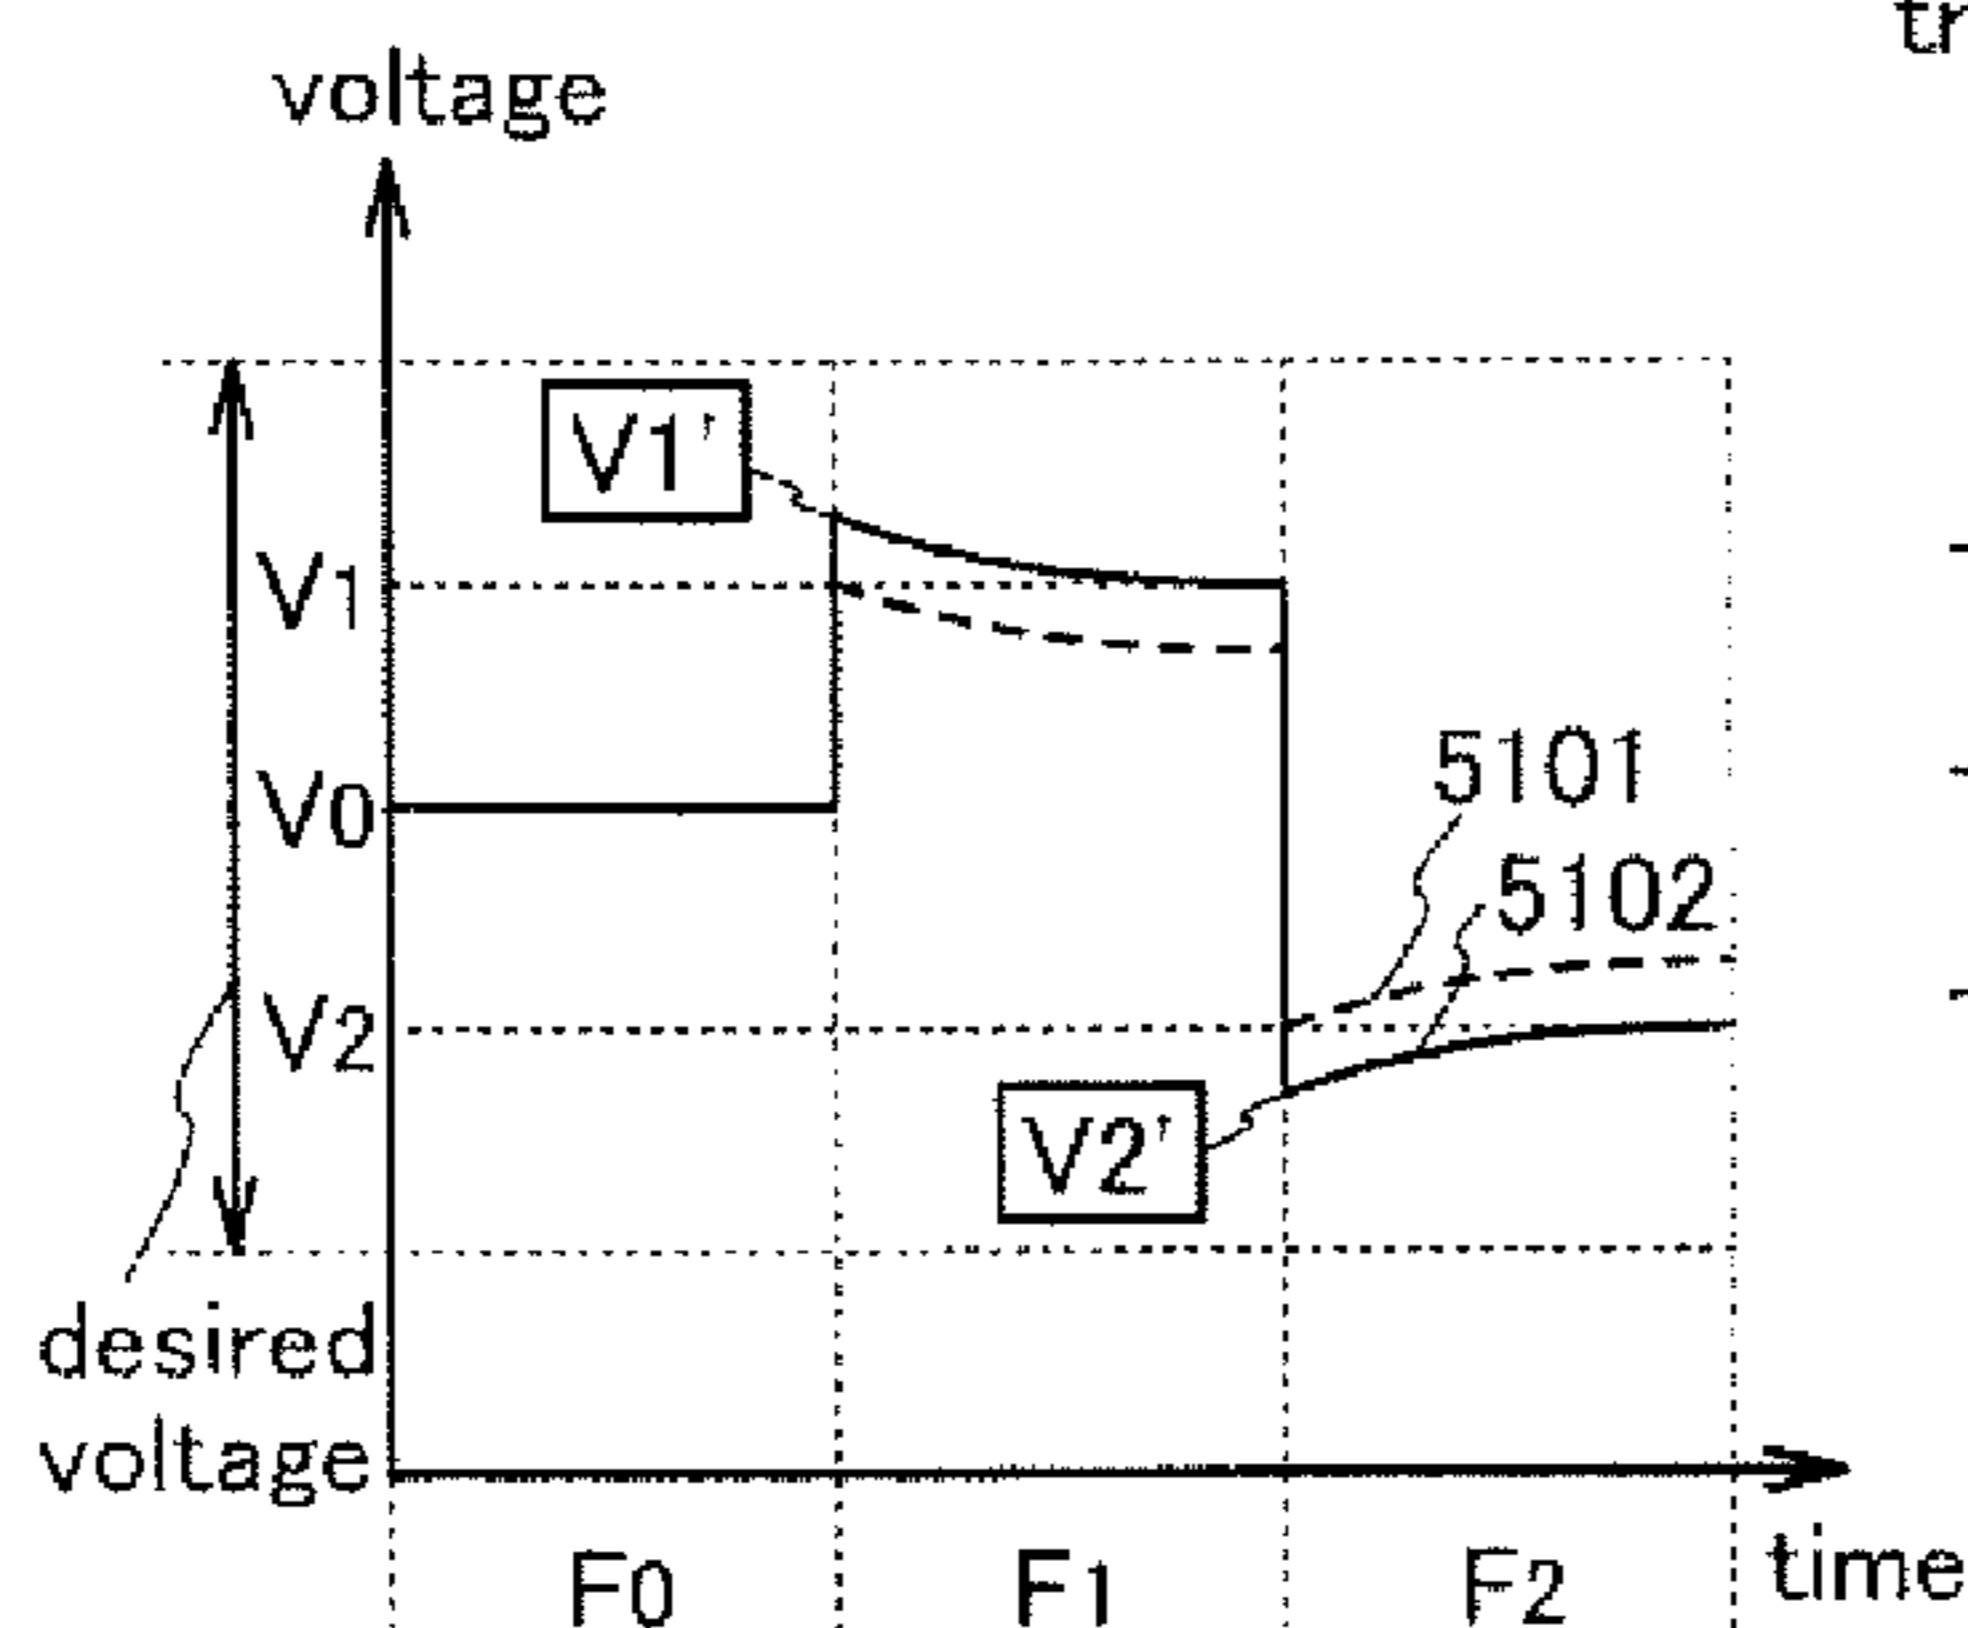 tr
voltage
V1'
V1
V0
5101
5102
V2
V2'
desired
voltage
time
F0
F1
F2